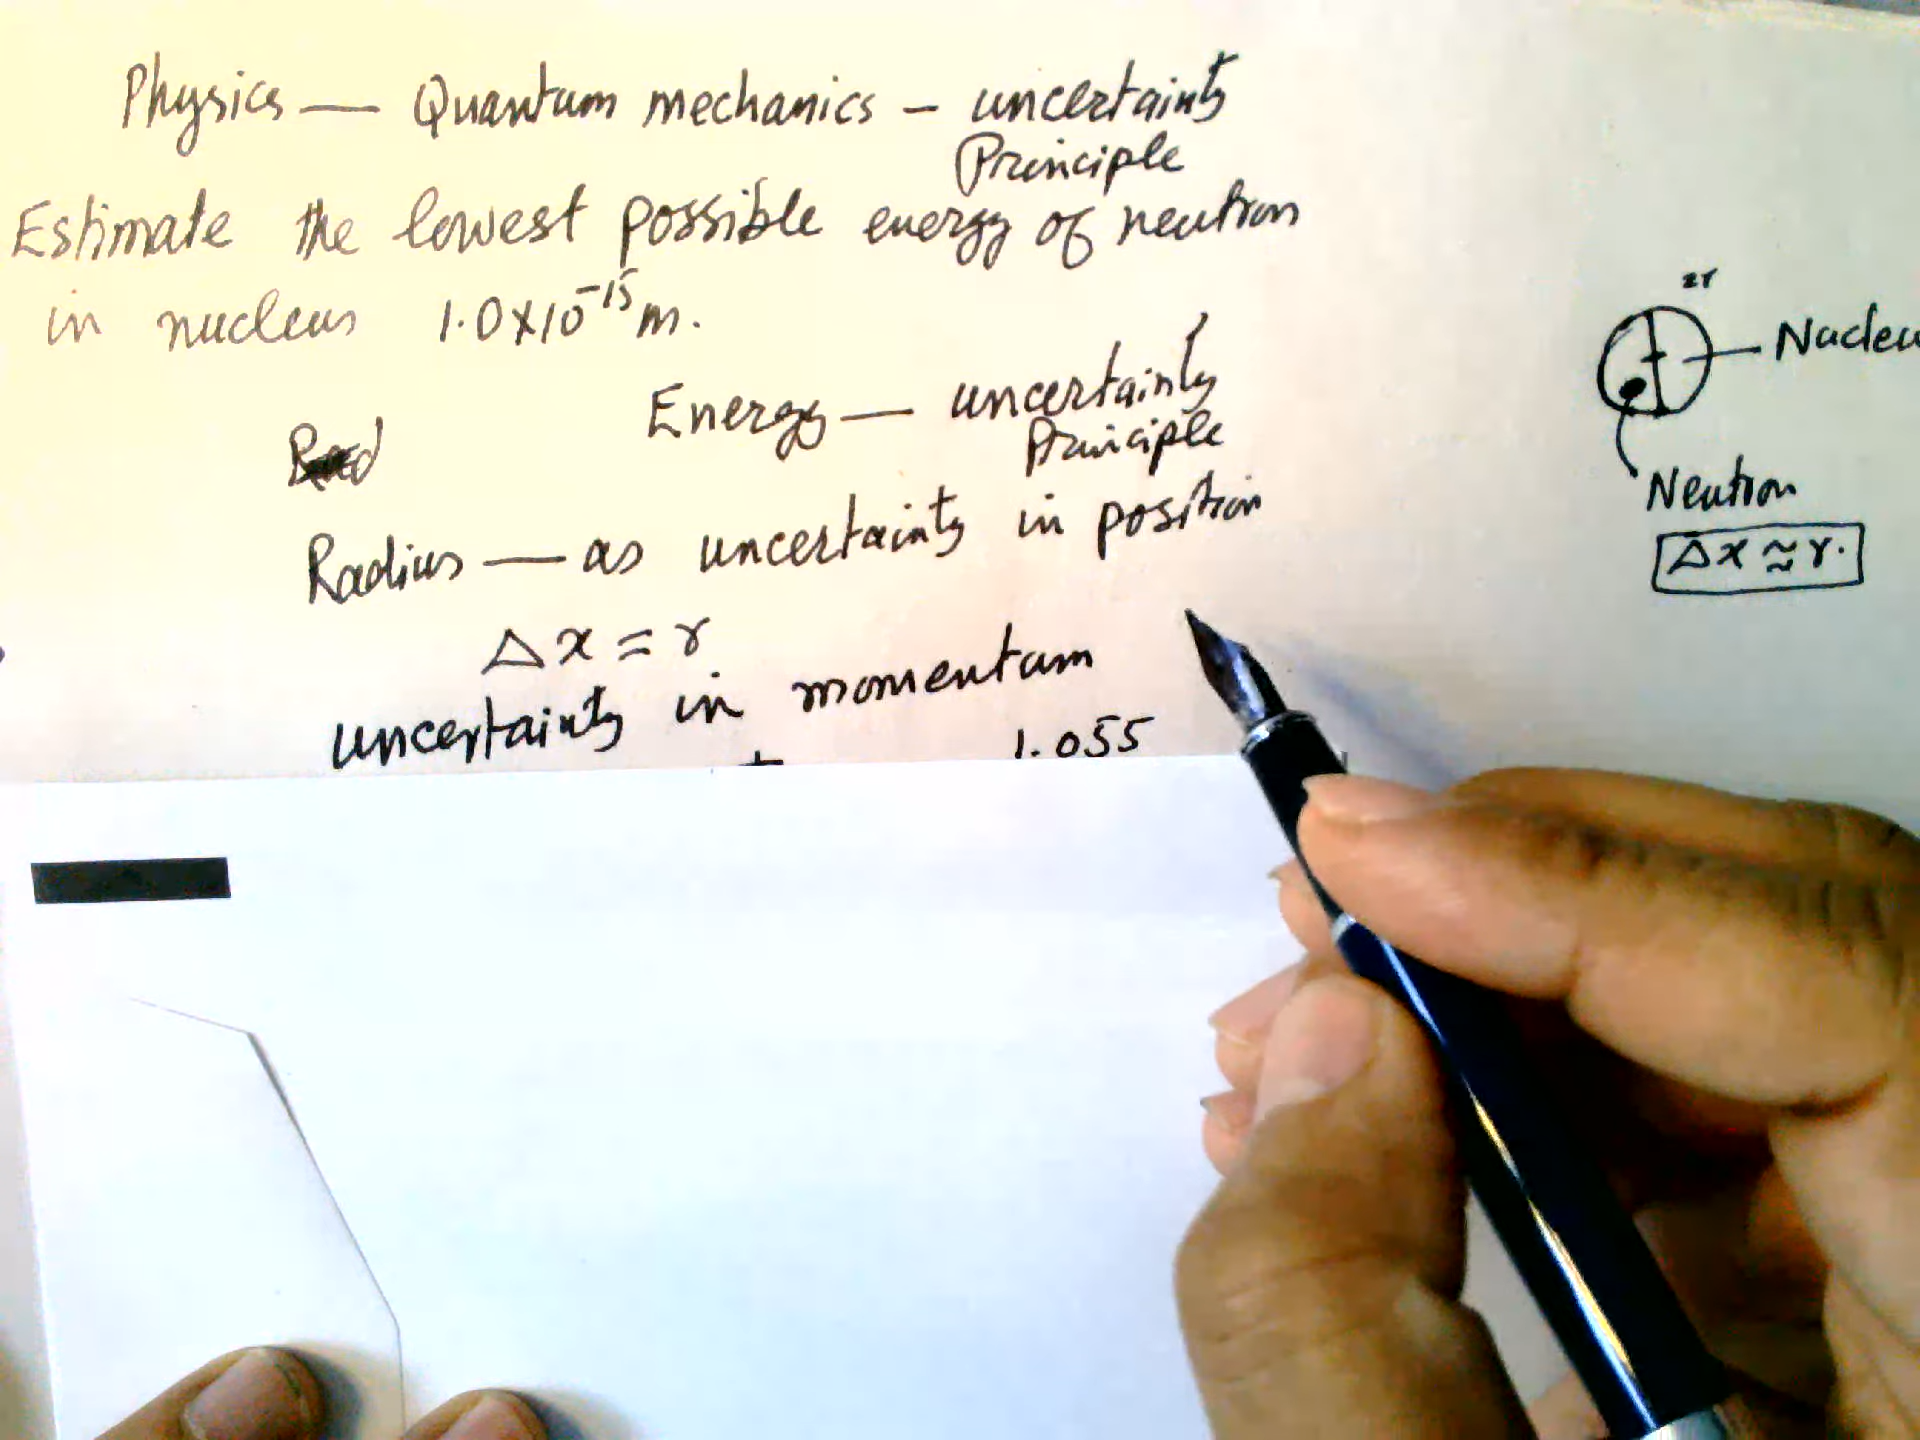 Physics — Quantum mechanics – uncertainty
Principle
Estimate the lowest possible energy of neutron
in nucleus 1.0×10⁻¹⁵m.
Energy — uncertainty
Principle
Radius — as uncertainty in position
Δx = r
uncertainty in momentum
1.055
2r
Nucleu
Neutron
Δx ≈ r.